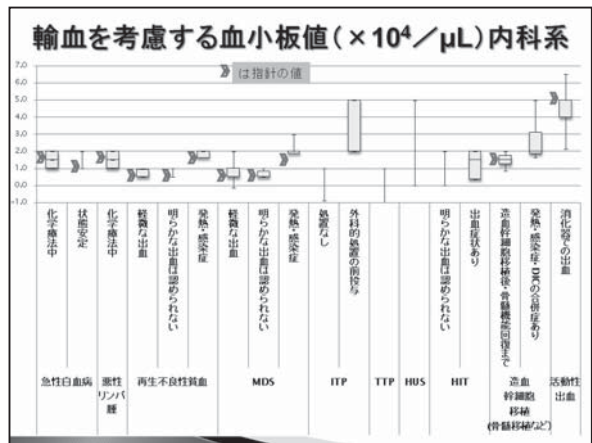 輸血を考慮する血小板値(×10⁴/μL)内科系
は指針の値
7.0
6.0
5.0
4.0
3.0
2.0
1.0
0.0
-1.0
化学療法中
状態安定
化学療法中
軽微な出血
明らかな出血は認められない
発熱・感染症
軽微な出血
明らかな出血は認められない
発熱・感染症
処置なし
外科的処置の前投与
明らかな出血は認められない
出血症状あり
造血幹細胞移植後・骨髄機能回復まで
発熱・感染症・DICの合併症あり
消化器での出血
急性白血病
悪性
リンパ
腫
再生不良性貧血
MDS
ITP
TTP
HUS
HIT
造血
幹細胞
移植
(骨髄移植など)
活動性
出血